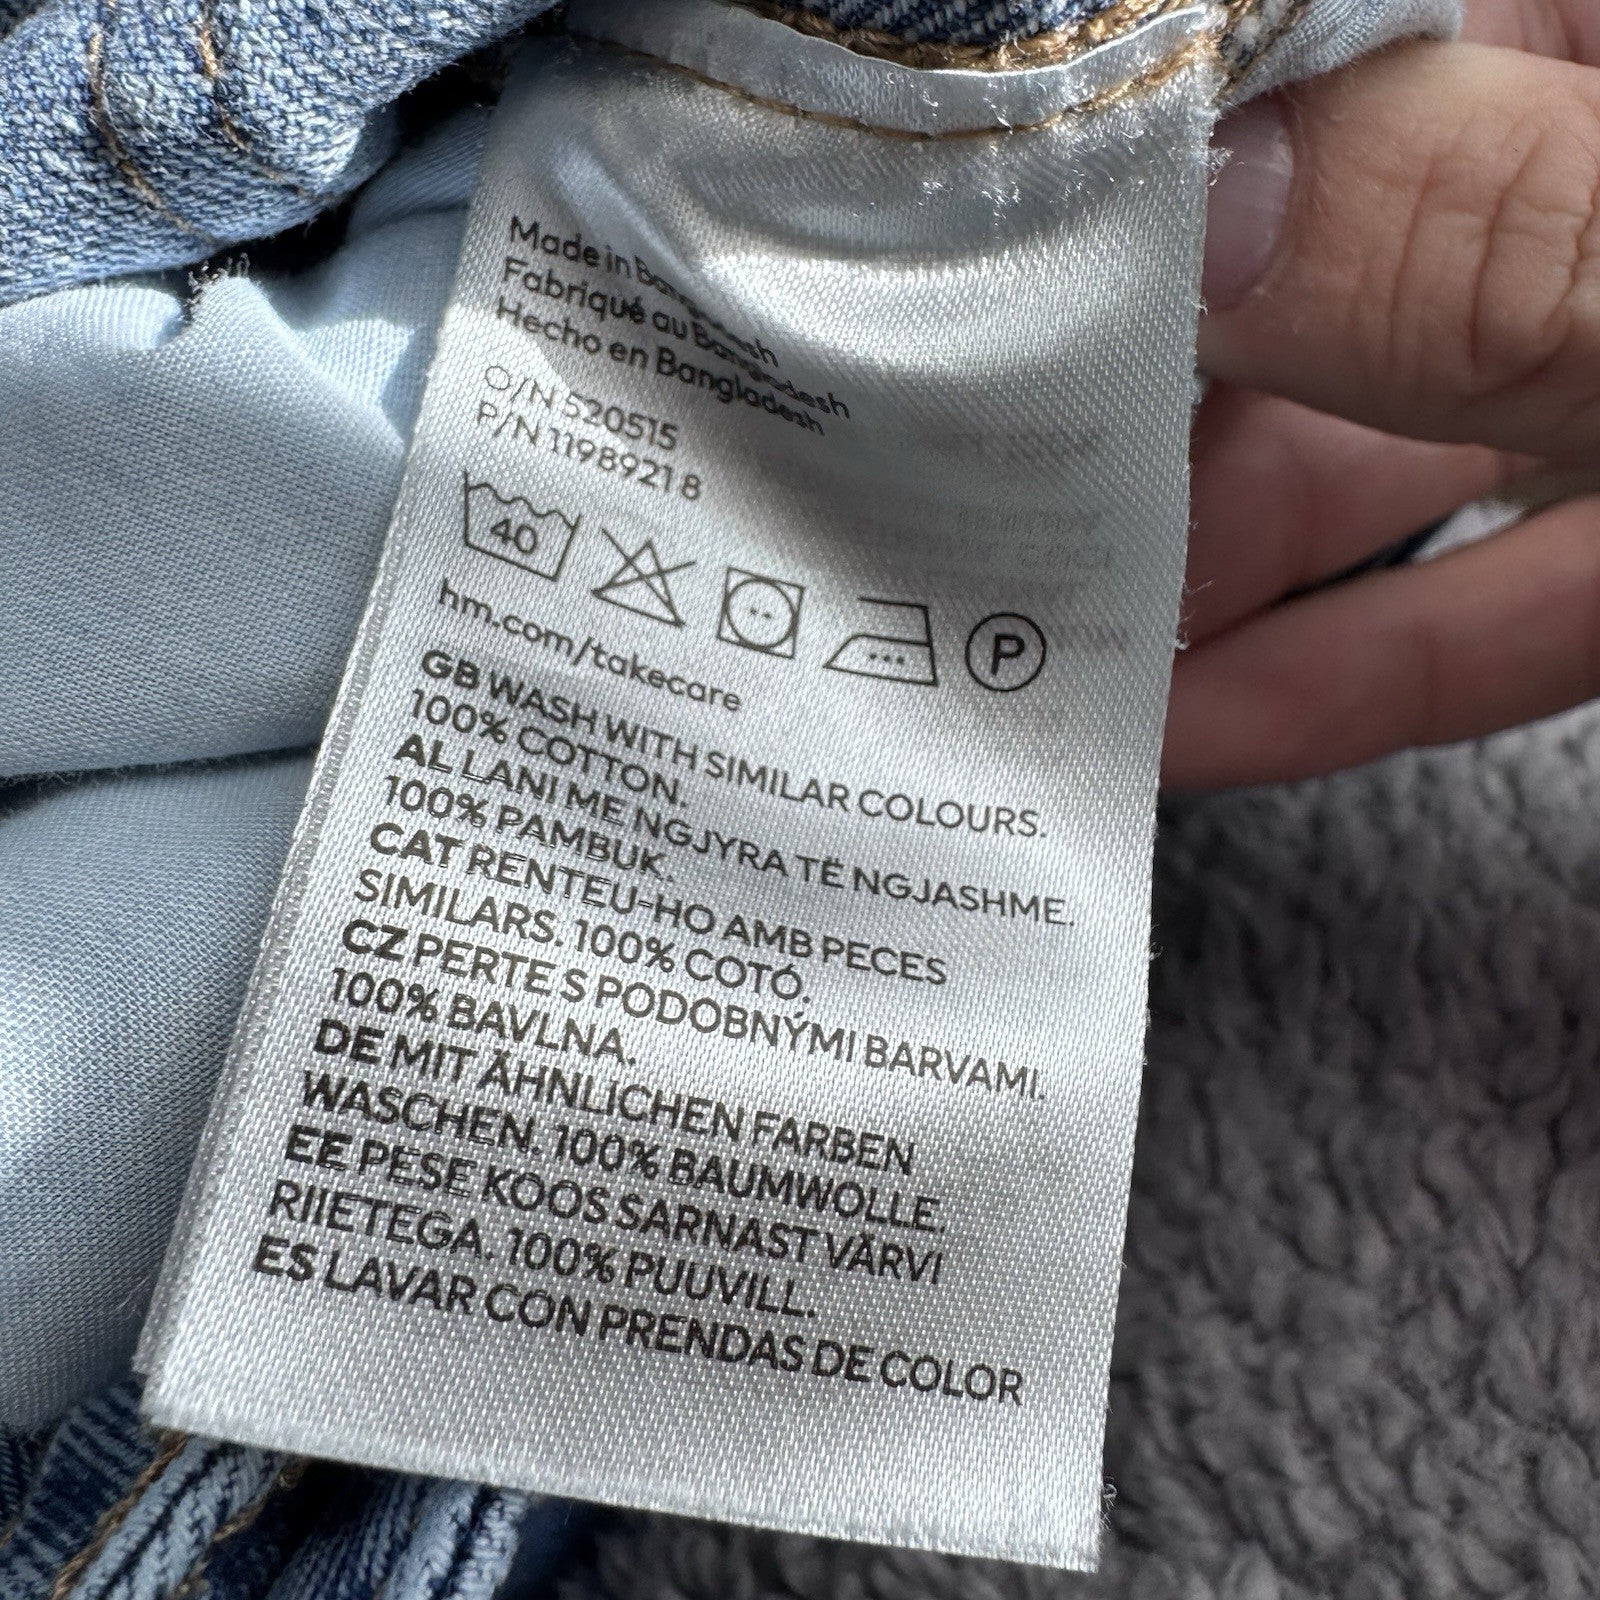 Made in Bangladesh
Fabriqué au Bangladesh
Hecho en Bangladesh
O/N 520515
P/N 1198921 8
40
P
hm.com/takecare
GB WASH WITH SIMILAR COLOURS.
100% COTTON.
AL LANI ME NGJYRA TË NGJASHME.
100% PAMBUK.
CAT RENTEU-HO AMB PECES
SIMILARS. 100% COTÓ.
CZ PERTE S PODOBNÝMI BARVAMI.
100% BAVLNA.
DE MIT ÄHNLICHEN FARBEN
WASCHEN. 100% BAUMWOLLE.
EE PESE KOOS SARNAST VÄRVI
RIIETEGA. 100% PUUVILL.
ES LAVAR CON PRENDAS DE COLOR